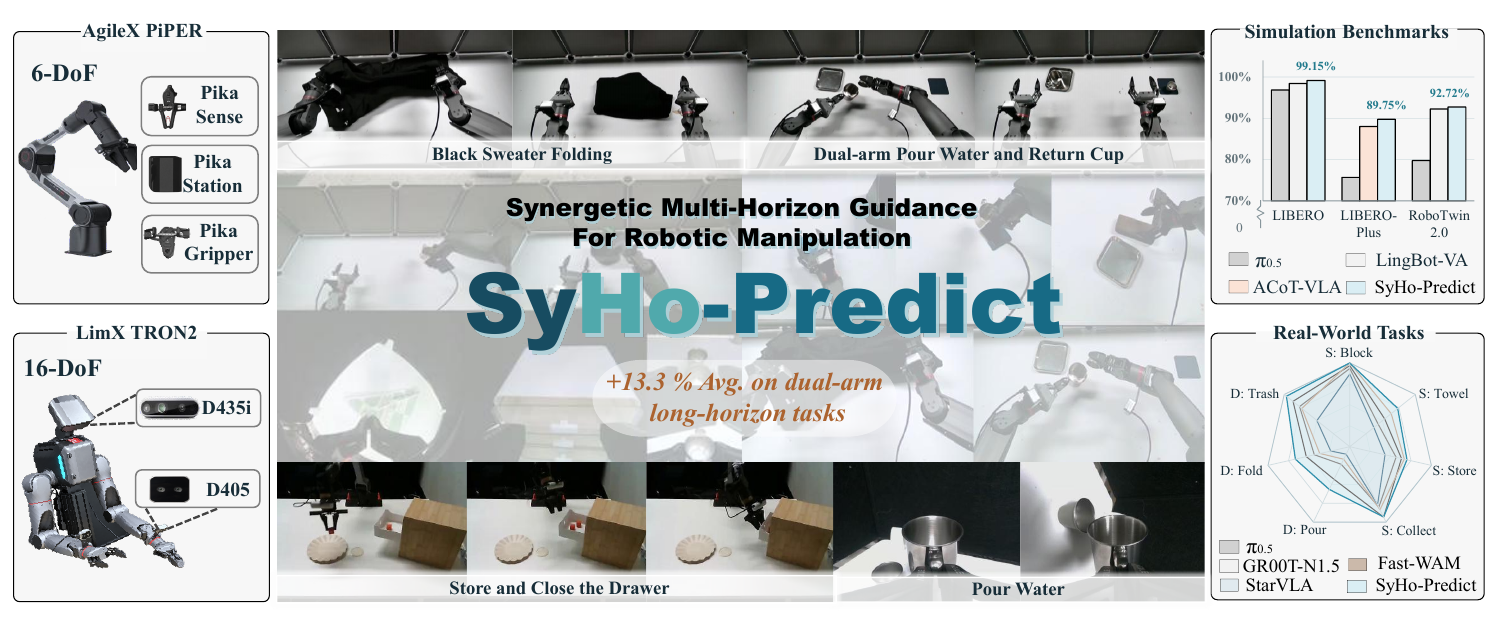 AgileX PiPER
6-DoF
Pika
Sense
Pika
Station
Pika
Gripper
LimX TRON2
16-DoF
D435i
D405
Black Sweater Folding
Dual-arm Pour Water and Return Cup
Synergetic Multi-Horizon Guidance
For Robotic Manipulation
SyHo-Predict
+13.3 % Avg. on dual-arm
long-horizon tasks
Store and Close the Drawer
Pour Water
Simulation Benchmarks
99.15%
100%
92.72%
89.75%
90%
80%
70%
0
LIBERO
LIBERO-
Plus
RoboTwin
2.0
π0.5
LingBot-VA
ACoT-VLA
SyHo-Predict
Real-World Tasks
S: Block
D: Trash
S: Towel
D: Fold
S: Store
D: Pour
S: Collect
π0.5
GR00T-N1.5
Fast-WAM
StarVLA
SyHo-Predict